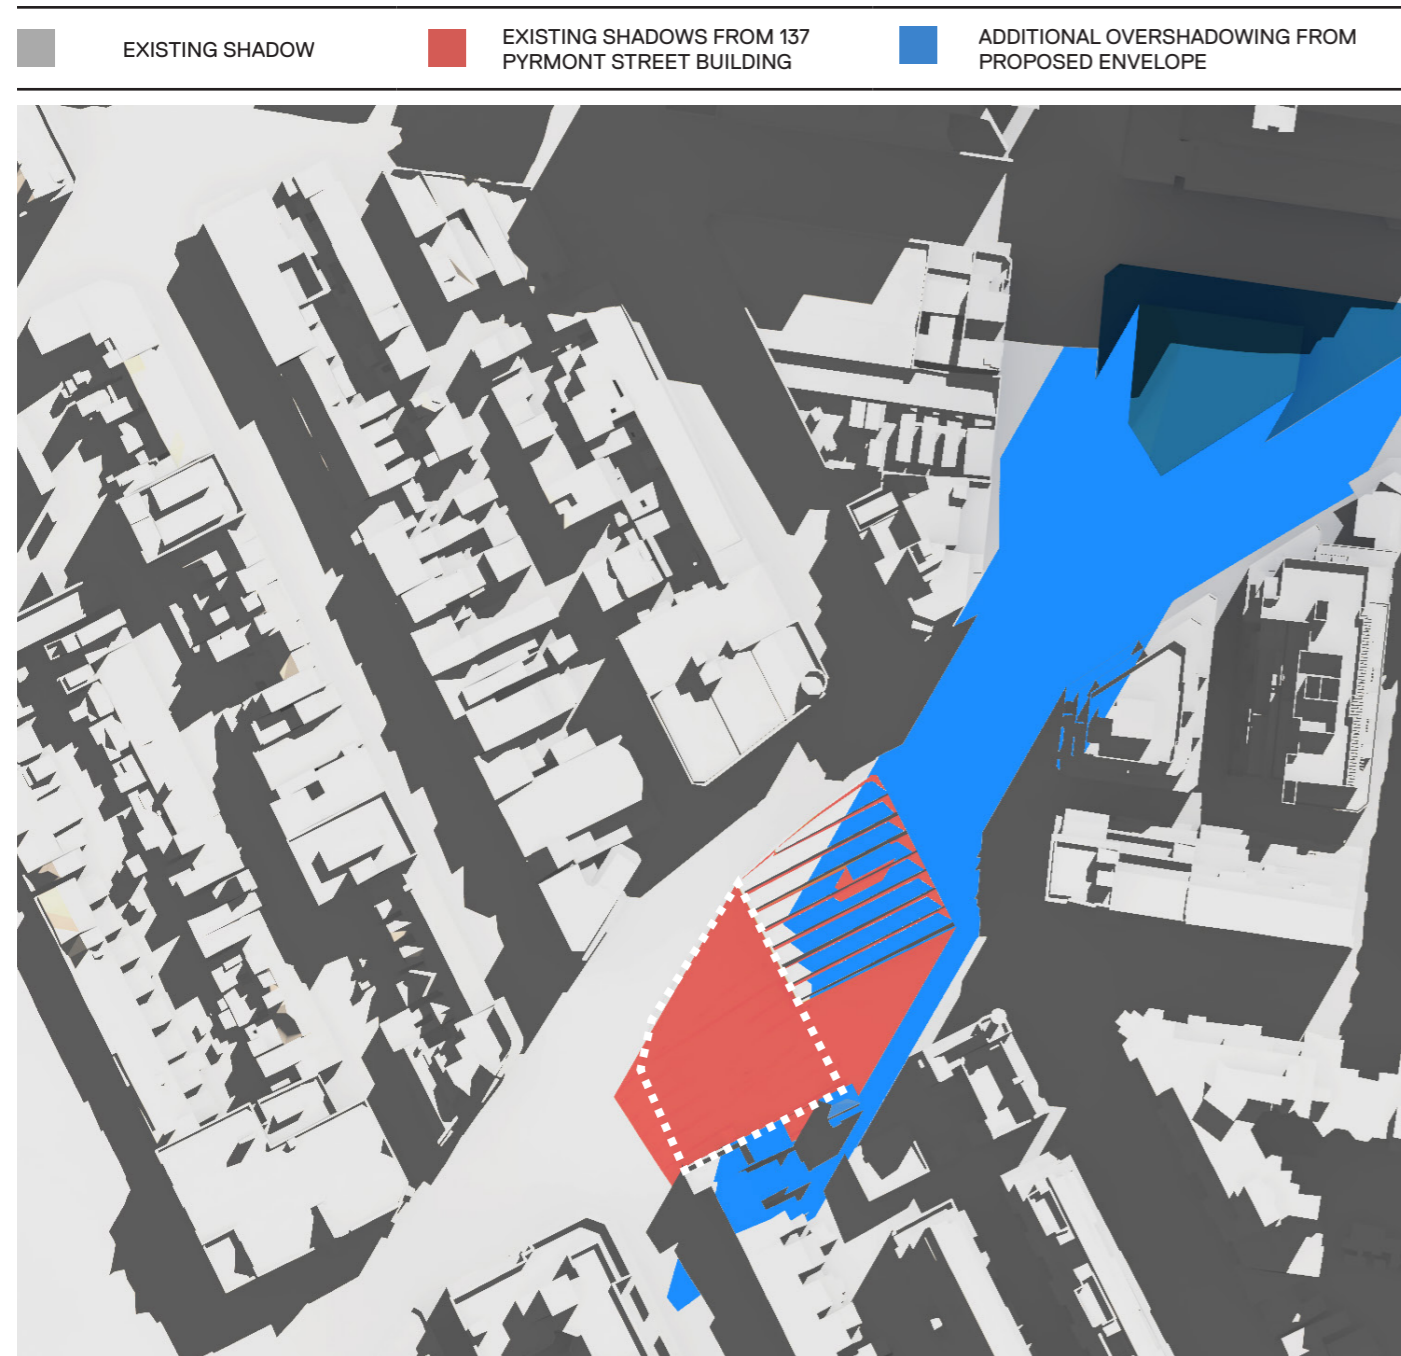 EXISTING SHADOW
EXISTING SHADOWS FROM 137
PYRMONT STREET BUILDING
ADDITIONAL OVERSHADOWING FROM
PROPOSED ENVELOPE